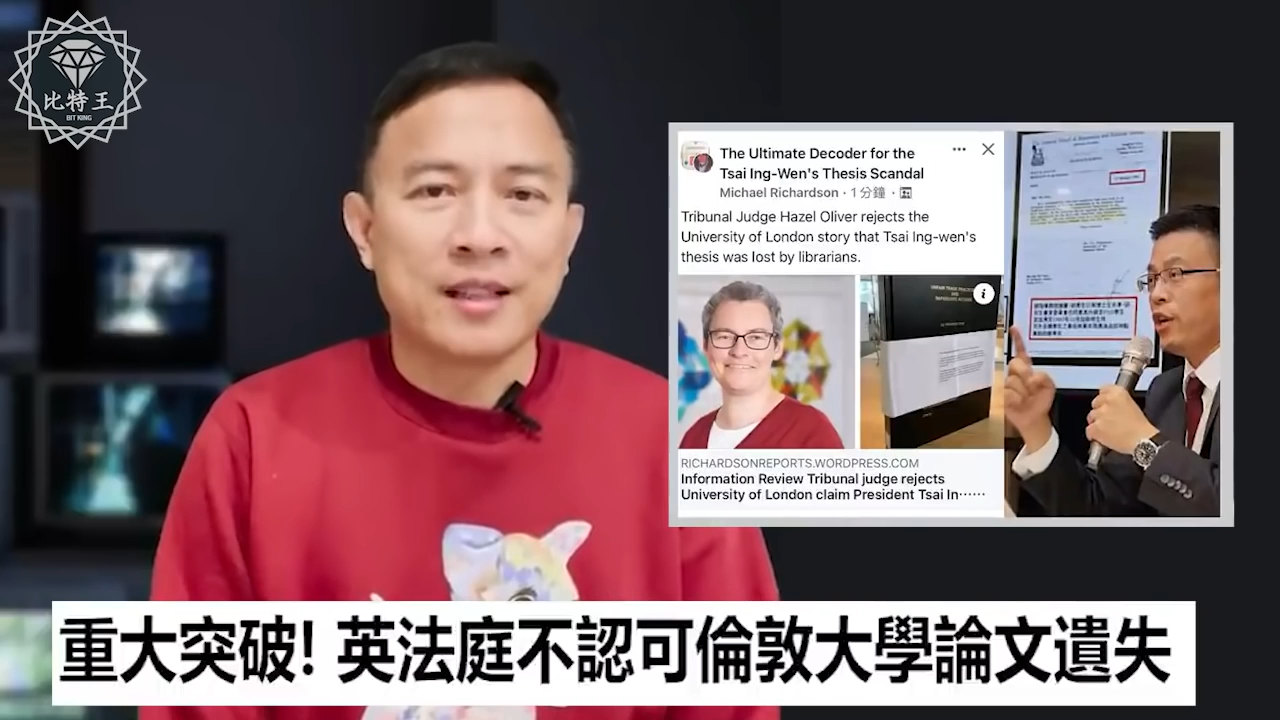 比特王
BIT KING
The Ultimate Decoder for the
Tsai Ing-Wen's Thesis Scandal
Michael Richardson · 1 分鐘 ·
Tribunal Judge Hazel Oliver rejects the
University of London story that Tsai Ing-wen's
thesis was lost by librarians.
RICHARDSONREPORTS.WORDPRESS.COM
Information Review Tribunal judge rejects
University of London claim President Tsai In……
重大突破! 英法庭不認可倫敦大學論文遺失